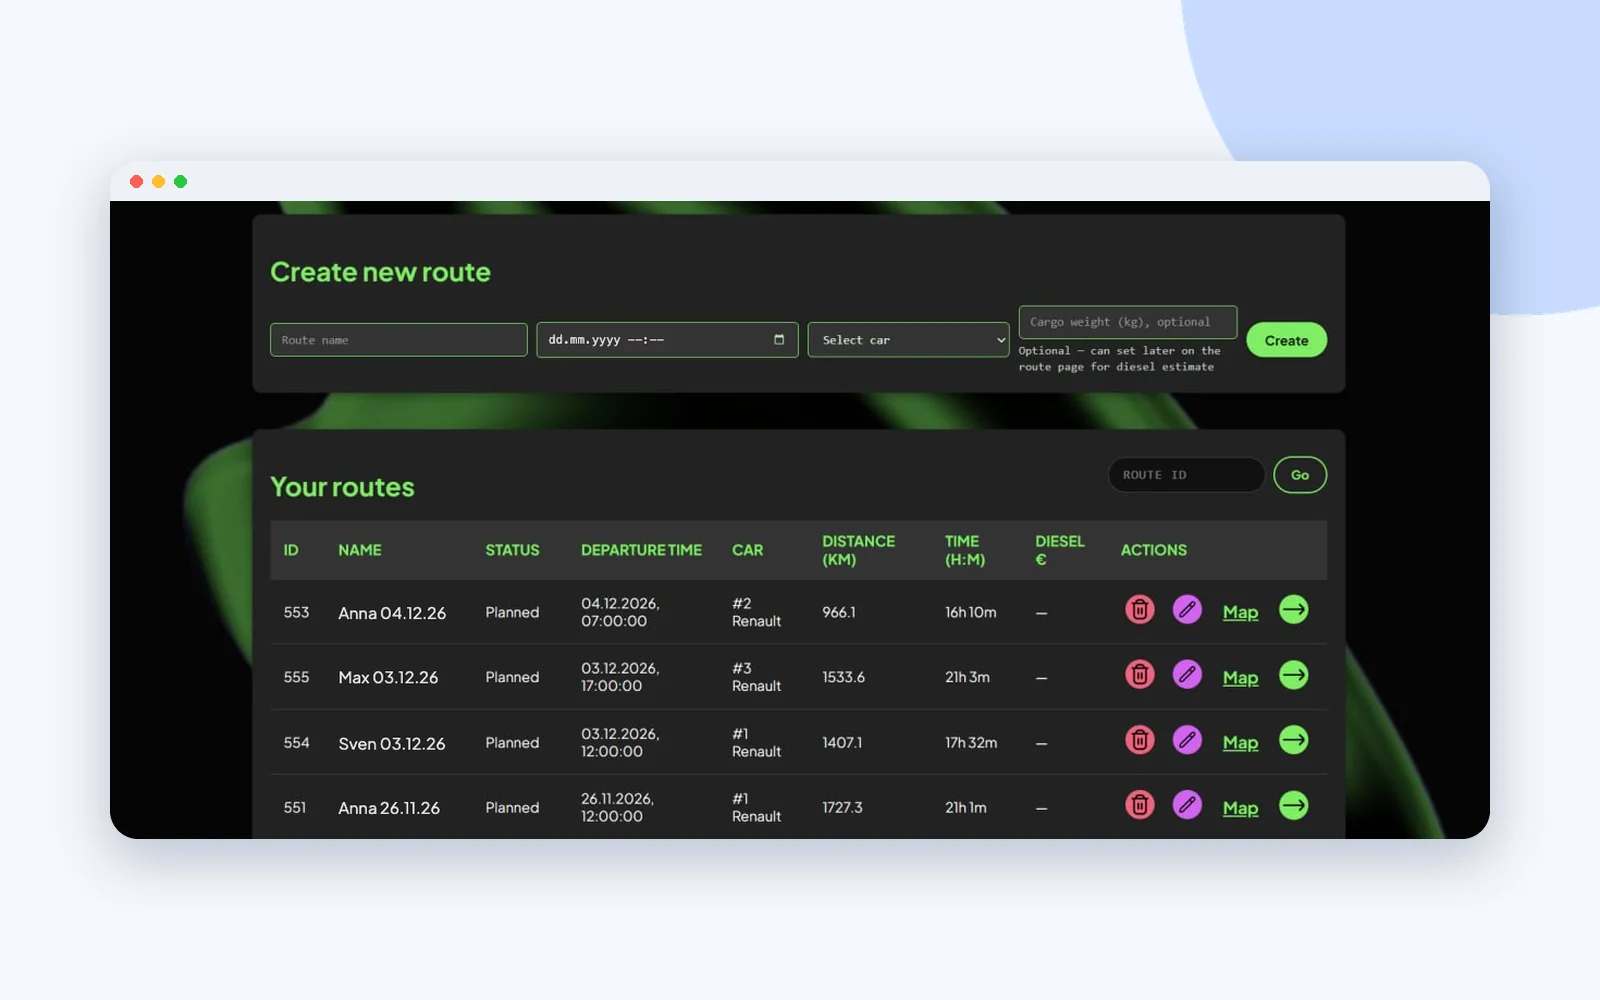 Create new route
Route name
dd.mm.yyyy --:--
Select car
Cargo weight (kg), optional
Optional – can set later on the
route page for diesel estimate
Create
Your routes
ROUTE ID
Go
ID NAME STATUS DEPARTURE TIME CAR DISTANCE (KM) TIME (H:M) DIESEL € ACTIONS
553 Anna 04.12.26 Planned 04.12.2026, 07:00:00 #2 Renault 966.1 16h 10m — Map
555 Max 03.12.26 Planned 03.12.2026, 17:00:00 #3 Renault 1533.6 21h 3m — Map
554 Sven 03.12.26 Planned 03.12.2026, 12:00:00 #1 Renault 1407.1 17h 32m — Map
551 Anna 26.11.26 Planned 26.11.2026, 12:00:00 #1 Renault 1727.3 21h 1m — Map